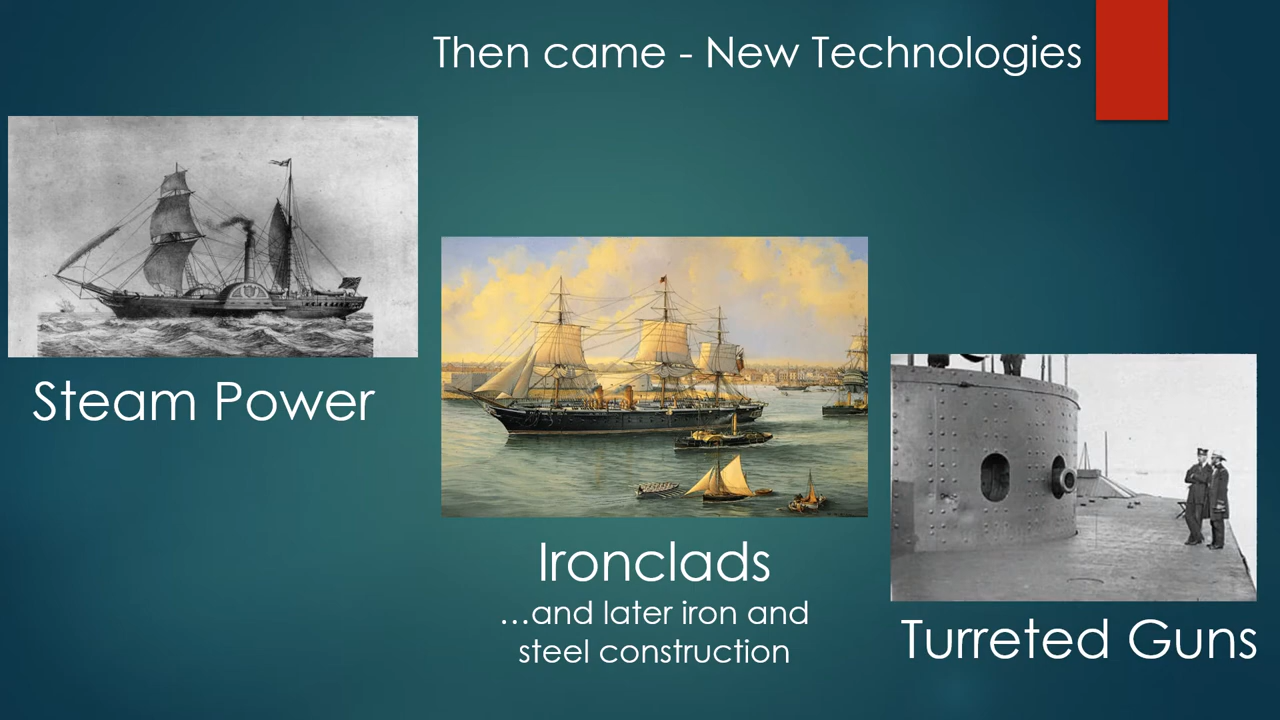 Then came - New Technologies
Steam Power
Ironclads
...and later iron and
steel construction
Turreted Guns